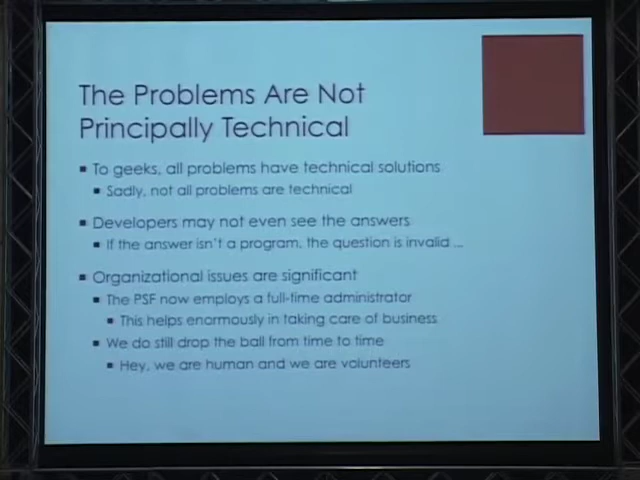 The Problems Are Not
Principally Technical
To geeks, all problems have technical solutions
Sadly, not all problems are technical
Developers may not even see the answers
If the answer isn't a program, the question is invalid ...
Organizational issues are significant
The PSF now employs a full-time administrator
This helps enormously in taking care of business
We do still drop the ball from time to time
Hey, we are human and we are volunteers